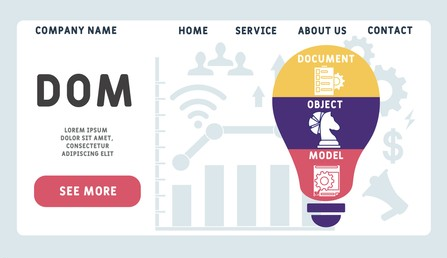 COMPANY NAME
HOME SERVICE ABOUT US CONTACT
DOM
LOREM IPSUM
DOLOR SIT AMET,
CONSECTETUR
ADIPISCING ELIT
SEE MORE
DOCUMENT
OBJECT
MODEL
$